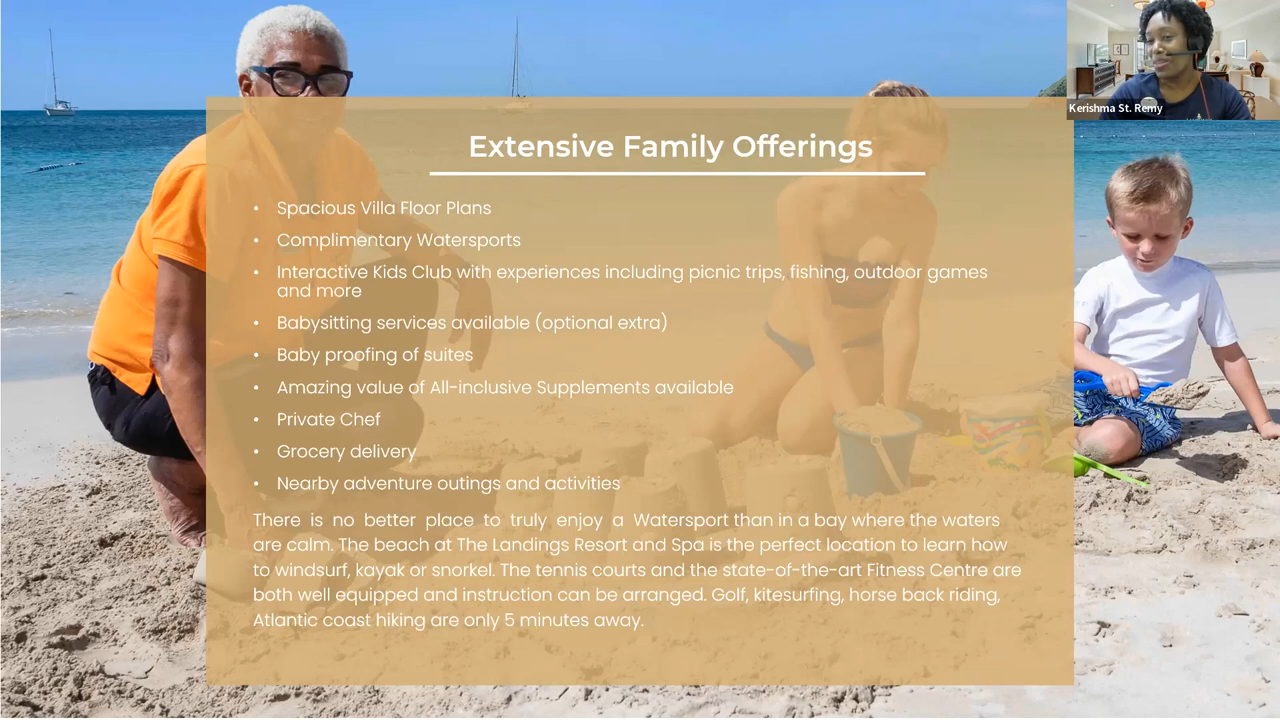 Kerishma St. Remy
Extensive Family Offerings
• Spacious Villa Floor Plans
• Complimentary Watersports
• Interactive Kids Club with experiences including picnic trips, fishing, outdoor games
and more
• Babysitting services available (optional extra)
• Baby proofing of suites
• Amazing value of All-inclusive Supplements available
• Private Chef
• Grocery delivery
• Nearby adventure outings and activities
There is no better place to truly enjoy a Watersport than in a bay where the waters
are calm. The beach at The Landings Resort and Spa is the perfect location to learn how
to windsurf, kayak or snorkel. The tennis courts and the state-of-the-art Fitness Centre are
both well equipped and instruction can be arranged. Golf, kitesurfing, horse back riding,
Atlantic coast hiking are only 5 minutes away.